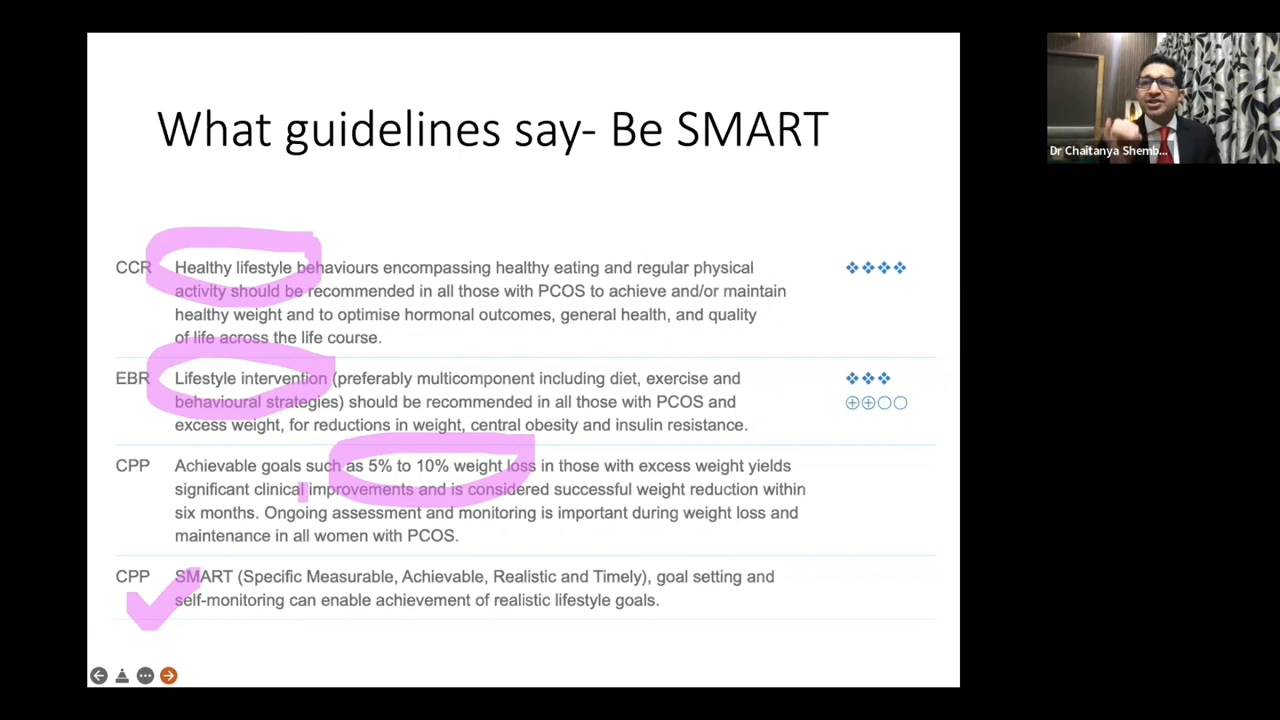 What guidelines say- Be SMART
Dr Chaitanya Shemb...
CCR Healthy lifestyle behaviours encompassing healthy eating and regular physical
activity should be recommended in all those with PCOS to achieve and/or maintain
healthy weight and to optimise hormonal outcomes, general health, and quality
of life across the life course.
EBR Lifestyle intervention (preferably multicomponent including diet, exercise and
behavioural strategies) should be recommended in all those with PCOS and
excess weight, for reductions in weight, central obesity and insulin resistance.
CPP Achievable goals such as 5% to 10% weight loss in those with excess weight yields
significant clinical improvements and is considered successful weight reduction within
six months. Ongoing assessment and monitoring is important during weight loss and
maintenance in all women with PCOS.
CPP SMART (Specific Measurable, Achievable, Realistic and Timely), goal setting and
self-monitoring can enable achievement of realistic lifestyle goals.